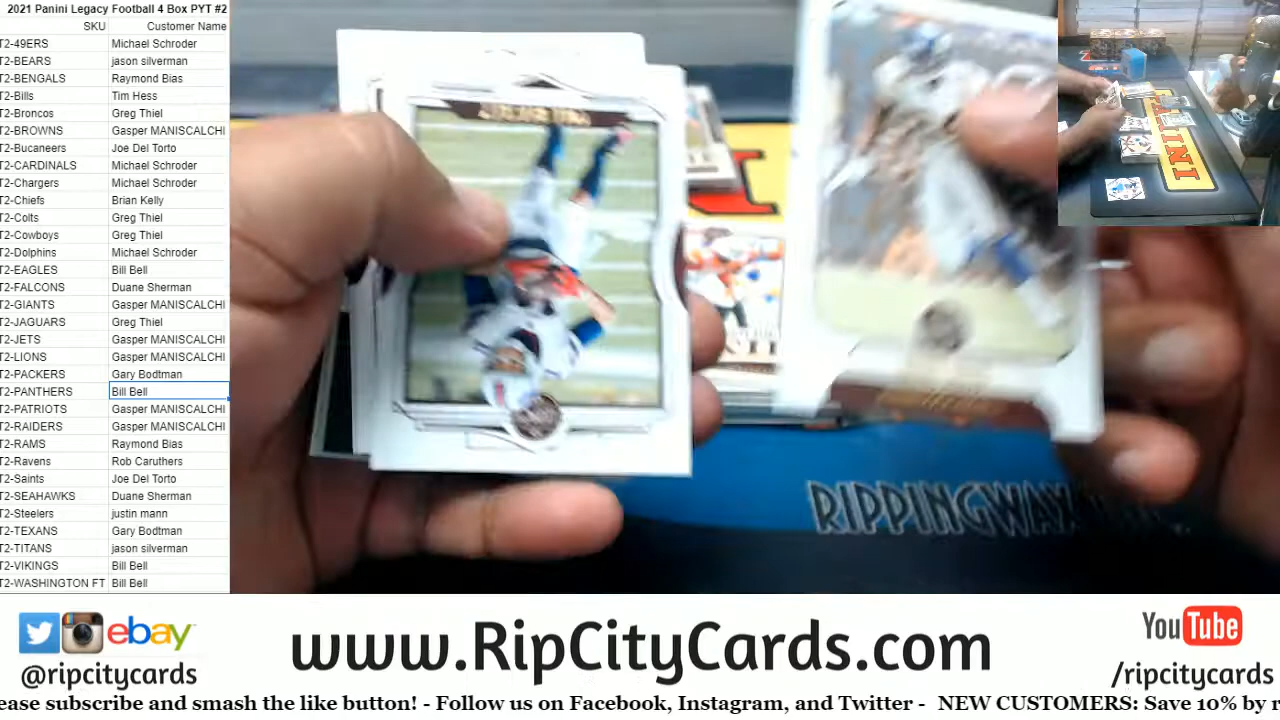 2021 Panini Legacy Football 4 Box PYT #2
SKU Customer Name
T2-49ERS Michael Schroder
T2-BEARS jason silverman
T2-BENGALS Raymond Bias
T2-Bills Tim Hess
T2-Broncos Greg Thiel
T2-BROWNS Gasper MANISCALCHI
T2-Bucaneers Joe Del Torto
T2-CARDINALS Michael Schroder
T2-Chargers Michael Schroder
T2-Chiefs Brian Kelly
T2-Colts Greg Thiel
T2-Cowboys Greg Thiel
T2-Dolphins Michael Schroder
T2-EAGLES Bill Bell
T2-FALCONS Duane Sherman
T2-GIANTS Gasper MANISCALCHI
T2-JAGUARS Greg Thiel
T2-JETS Gasper MANISCALCHI
T2-LIONS Gasper MANISCALCHI
T2-PACKERS Gary Bodtman
T2-PANTHERS Bill Bell
T2-PATRIOTS Gasper MANISCALCHI
T2-RAIDERS Gasper MANISCALCHI
T2-RAMS Raymond Bias
T2-Ravens Rob Caruthers
T2-Saints Joe Del Torto
T2-SEAHAWKS Duane Sherman
T2-Steelers justin mann
T2-TEXANS Gary Bodtman
T2-TITANS jason silverman
T2-VIKINGS Bill Bell
T2-WASHINGTON FT Bill Bell
PANINI
RIPPINGWAX
ebay
@ripcitycards
www.RipCityCards.com
YouTube
/ripcitycards
ease subscribe and smash the like button! - Follow us on Facebook, Instagram, and Twitter - NEW CUSTOMERS: Save 10% by